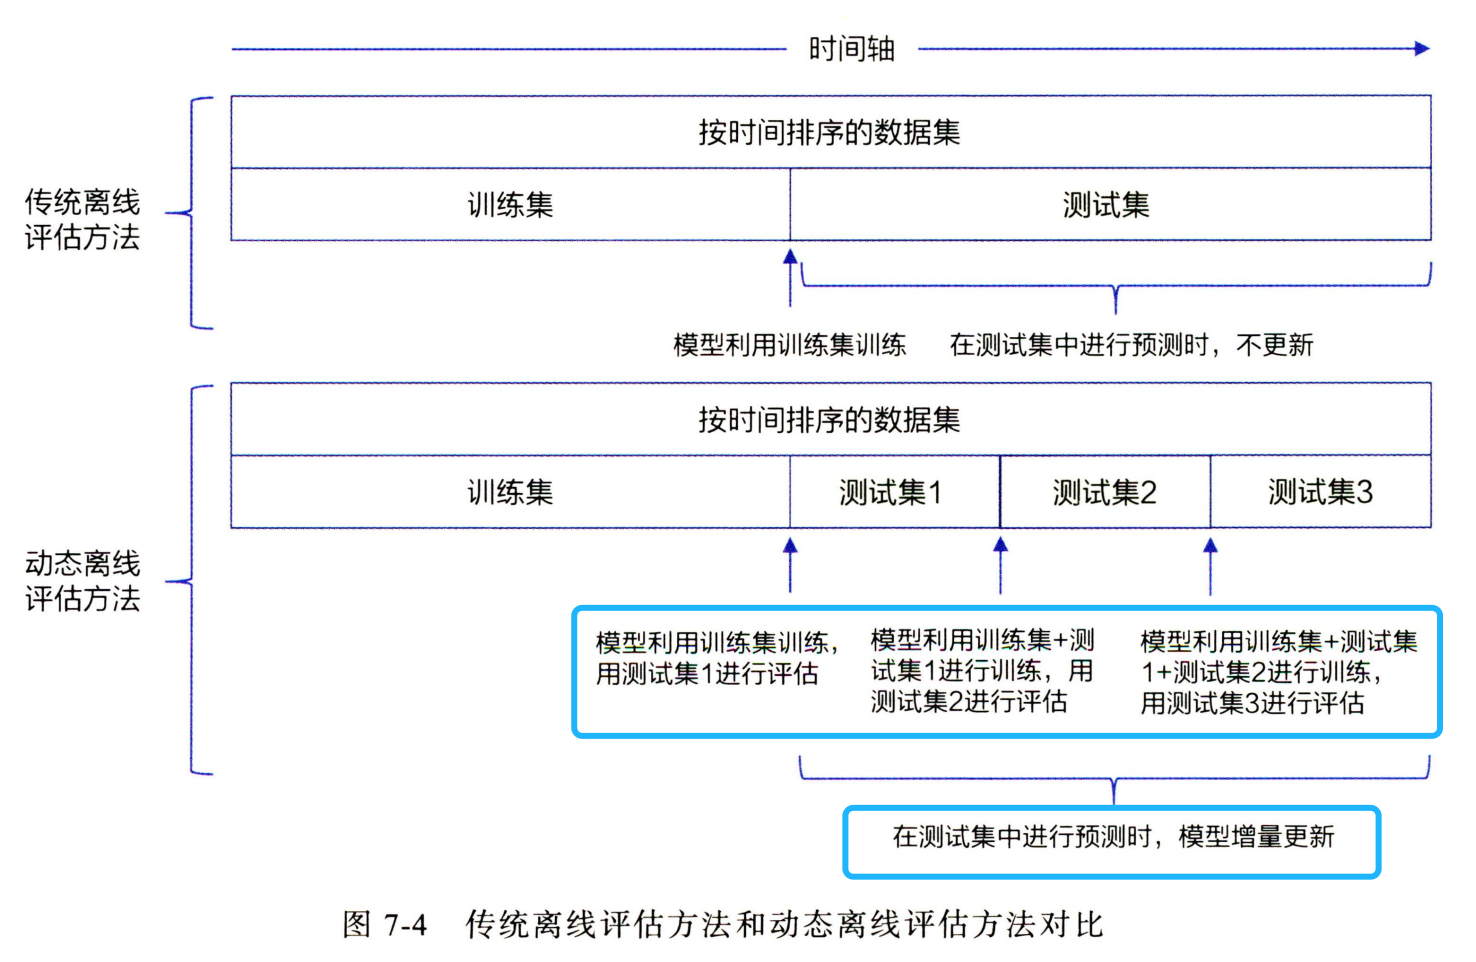 时间轴
按时间排序的数据集
训练集
测试集
传统离线
评估方法
模型利用训练集训练
在测试集中进行预测时，不更新
按时间排序的数据集
训练集
测试集1
测试集2
测试集3
动态离线
评估方法
模型利用训练集训练，
用测试集1进行评估
模型利用训练集+测
试集1进行训练，用
测试集2进行评估
模型利用训练集+测试集
1+测试集2进行训练，
用测试集3进行评估
在测试集中进行预测时，模型增量更新
图 7-4 传统离线评估方法和动态离线评估方法对比